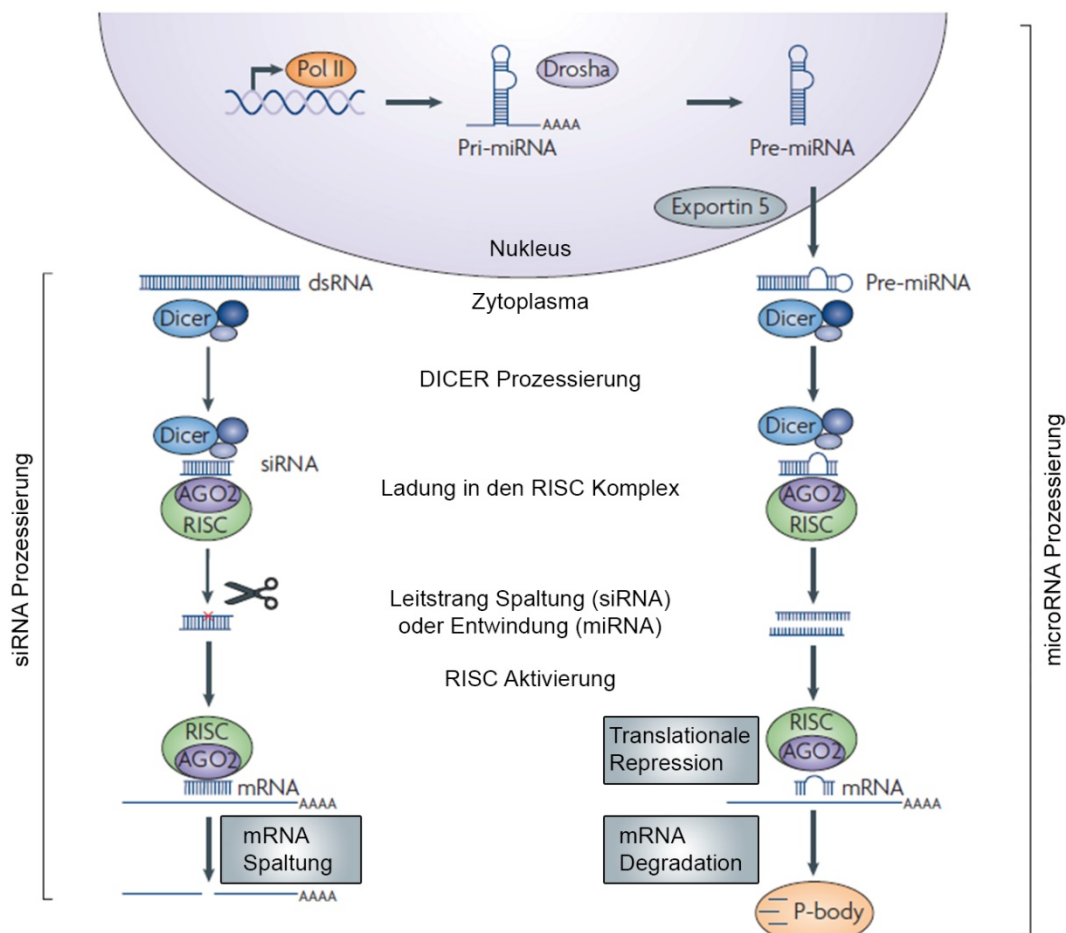 Pol II
Drosha
AAAA
Pri-miRNA
Pre-miRNA
Exportin 5
Nukleus
Zytoplasma
dsRNA
Pre-miRNA
Dicer
Dicer
DICER Prozessierung
Dicer
Dicer
siRNA
AGO2
RISC
Ladung in den RISC Komplex
AGO2
RISC
Leitstrang Spaltung (siRNA)
oder Entwindung (miRNA)
RISC Aktivierung
RISC
AGO2
mRNA
AAAA
Translationale
Repression
RISC
AGO2
mRNA
AAAA
mRNA
Spaltung
AAAA
mRNA
Degradation
P-body
siRNA Prozessierung
microRNA Prozessierung